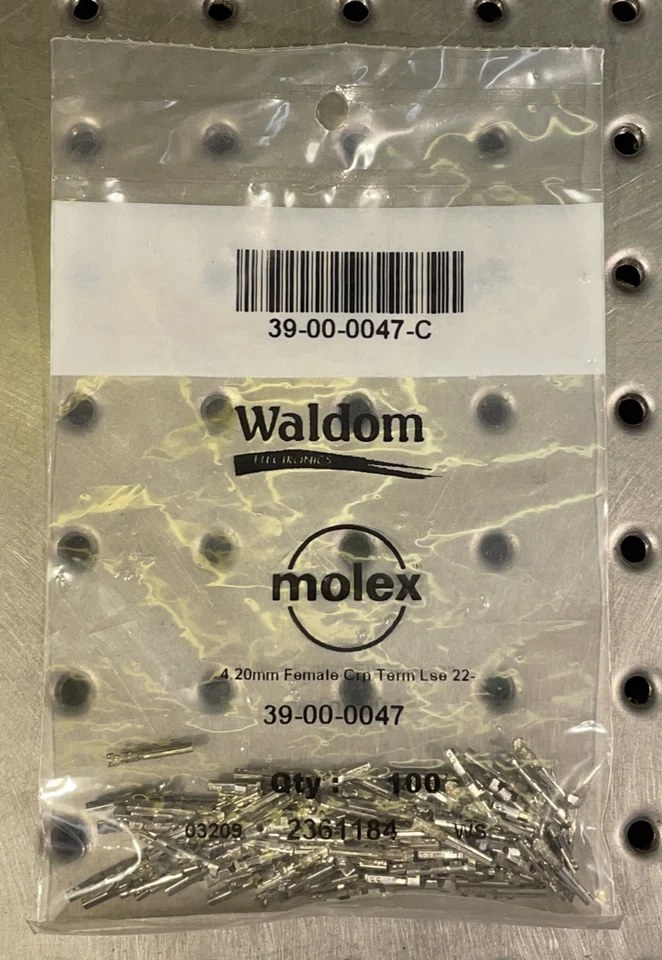 39-00-0047-C
Waldom
ELECTRONICS
molex
4.20mm Female Crp Term Lse 22-
39-00-0047
Qty : 100
03209 • 2361184 WS